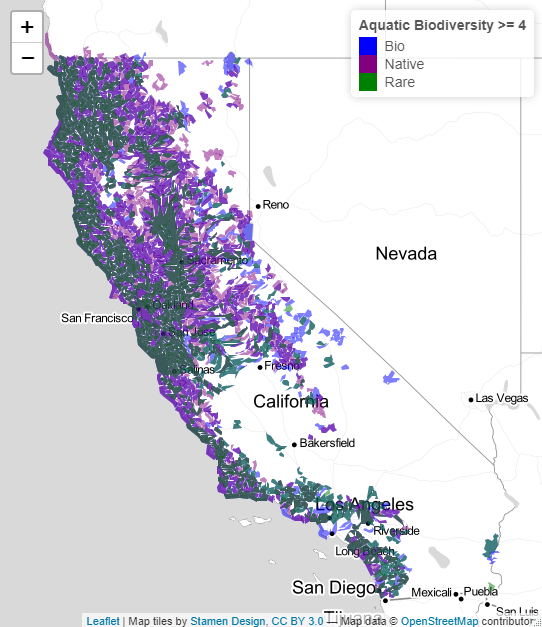 +
−
Aquatic Biodiversity >= 4
Bio
Native
Rare
Reno
Nevada
Sacramento
Oakland
San Francisco
San Jose
Salinas
Fresno
Las Vegas
California
Bakersfield
Los Angeles
Riverside
Long Beach
San Diego
Mexicali
Puebla
San Luis
Tijuana
Leaflet | Map tiles by Stamen Design, CC BY 3.0 — Map data © OpenStreetMap contributor